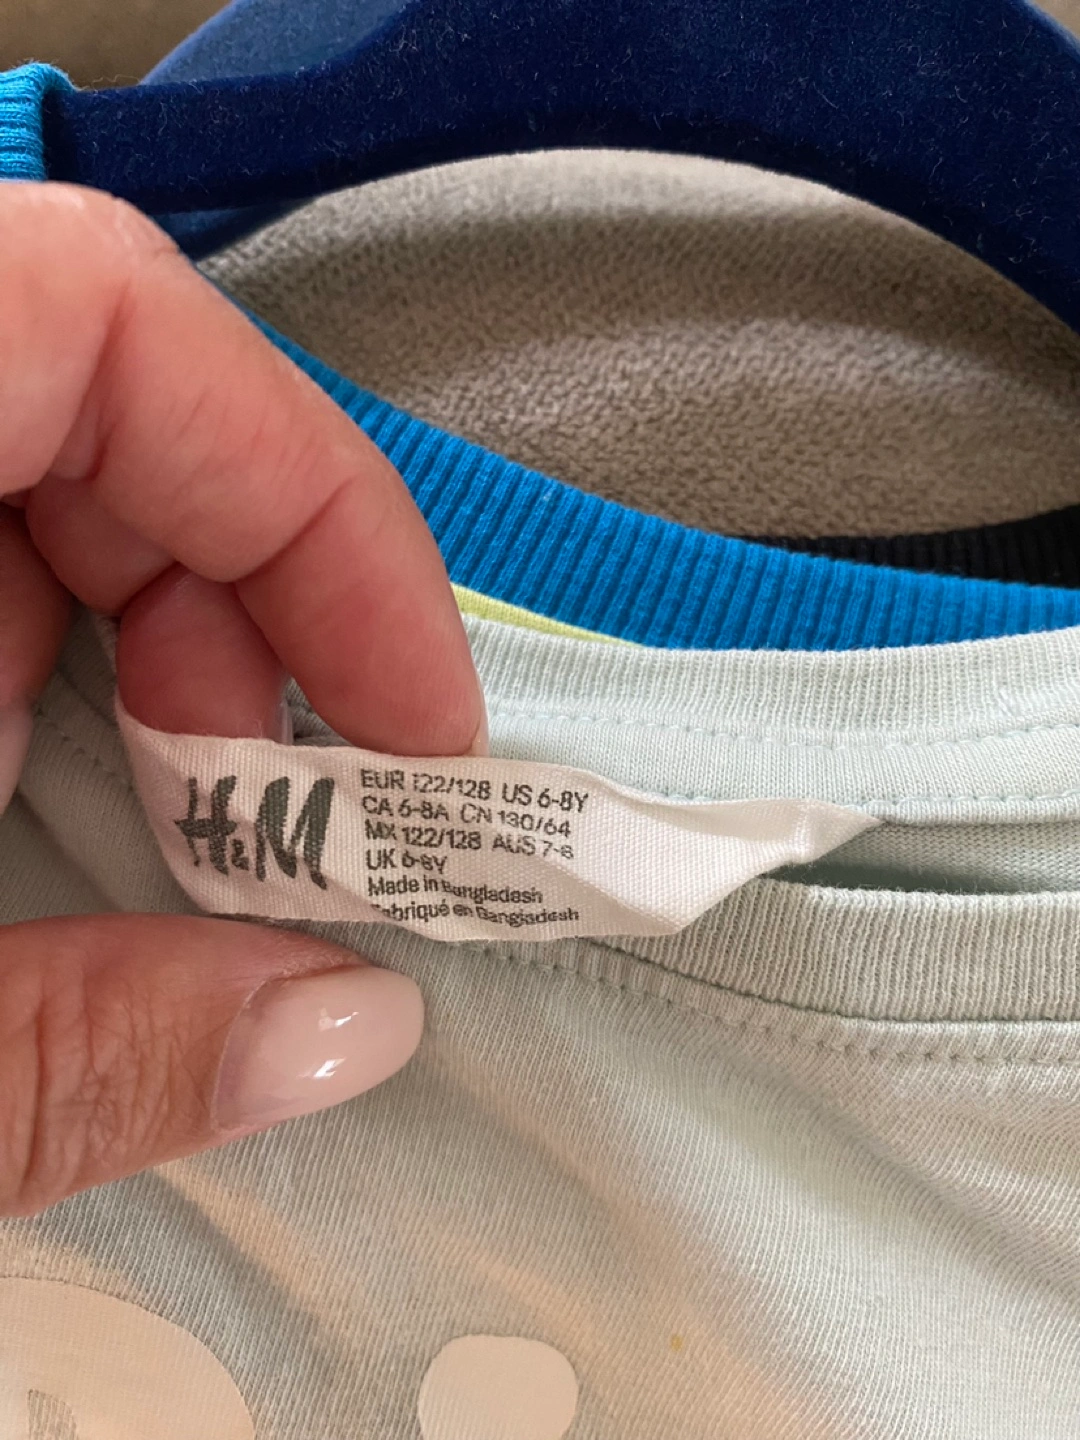 H&M
EUR 122/128 US 6-8Y
CA 6-8A CN 130/64
MX 122/128 AUS 7-8
UK 6-8Y
Made in Bangladesh
Fabriqué en Bangladesh